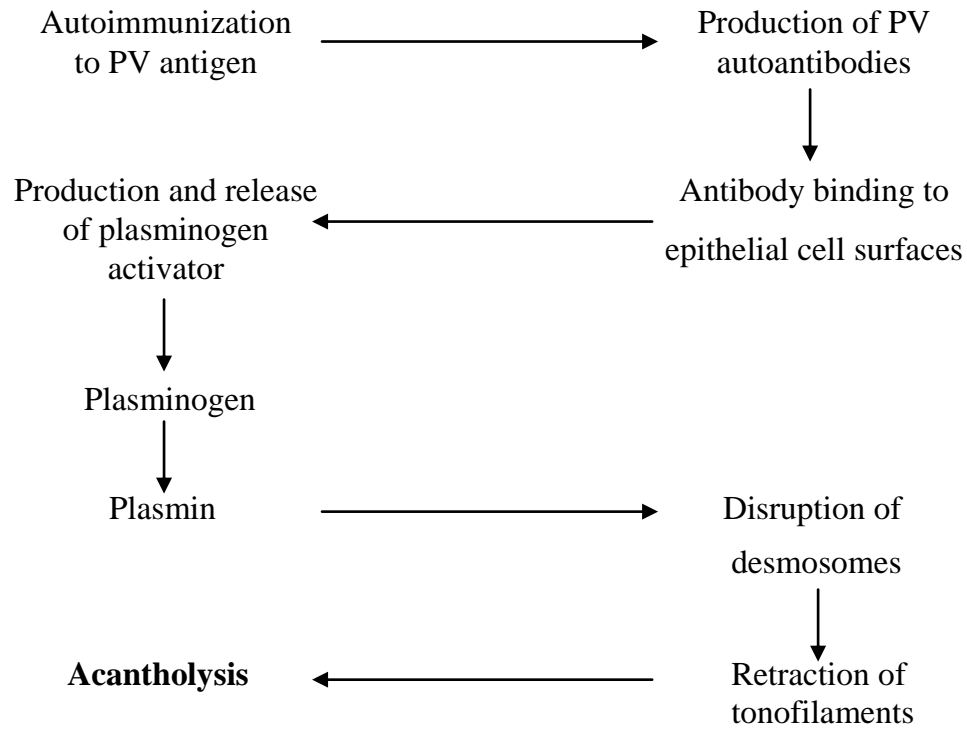 Autoimmunization
to PV antigen
Production of PV
autoantibodies
Antibody binding to
epithelial cell surfaces
Production and release
of plasminogen
activator
Plasminogen
Plasmin
Disruption of
desmosomes
Retraction of
tonofilaments
Acantholysis